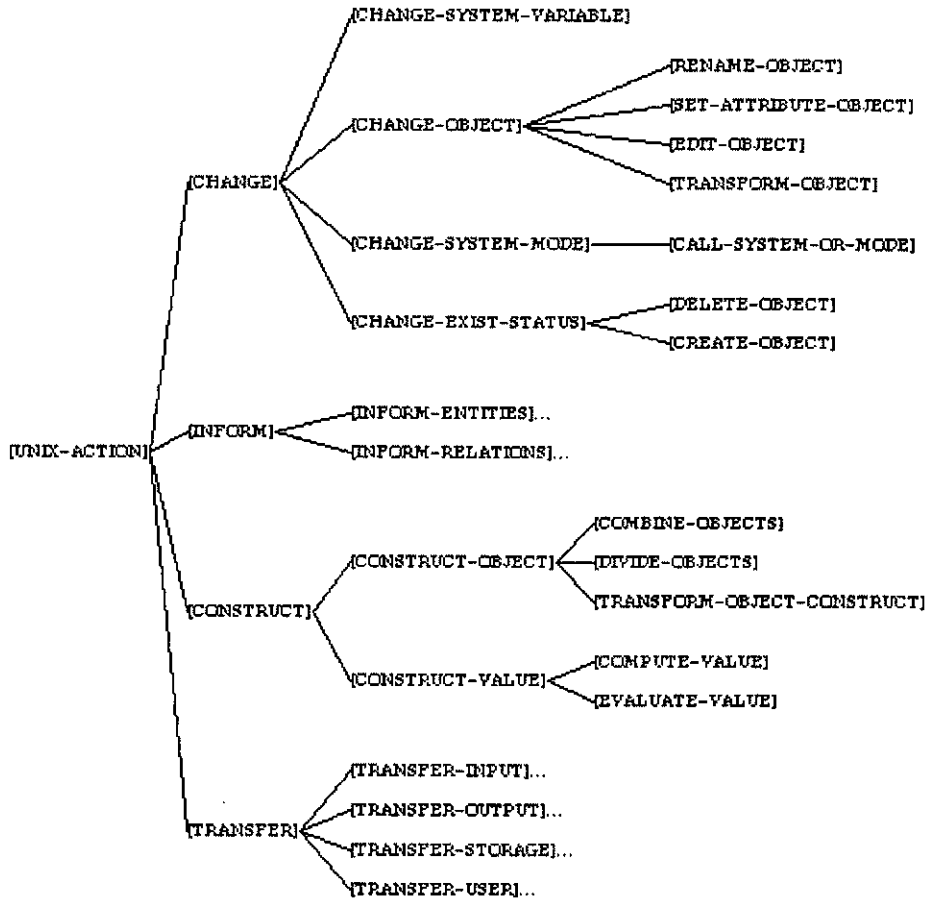 [CHANGE-SYSTEM-VARIABLE]
[RENAME-OBJECT]
[SET-ATTRIBUTE-OBJECT]
[CHANGE-OBJECT]
[EDIT-OBJECT]
[CHANGE]
[TRANSFORM-OBJECT]
[CHANGE-SYSTEM-MODE]
[CALL-SYSTEM-OR-MODE]
[DELETE-OBJECT]
[CHANGE-EXIST-STATUS]
[CREATE-OBJECT]
[INFORM-ENTITIES]...
[INFORM]
[UNIX-ACTION]
[INFORM-RELATIONS]...
[COMBINE-OBJECTS]
[CONSTRUCT-OBJECT]
[DIVIDE-OBJECTS]
[TRANSFORM-OBJECT-CONSTRUCT]
[CONSTRUCT]
[COMPUTE-VALUE]
[CONSTRUCT-VALUE]
[EVALUATE-VALUE]
[TRANSFER-INPUT]...
[TRANSFER-OUTPUT]...
[TRANSFER]
[TRANSFER-STORAGE]...
[TRANSFER-USER]...